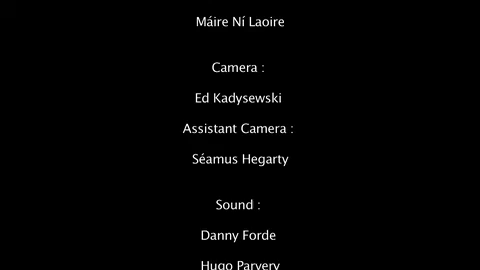 Máire Ní Laoire
Camera :
Ed Kadysewski
Assistant Camera :
Séamus Hegarty
Sound :
Danny Forde
Hugo Parvery